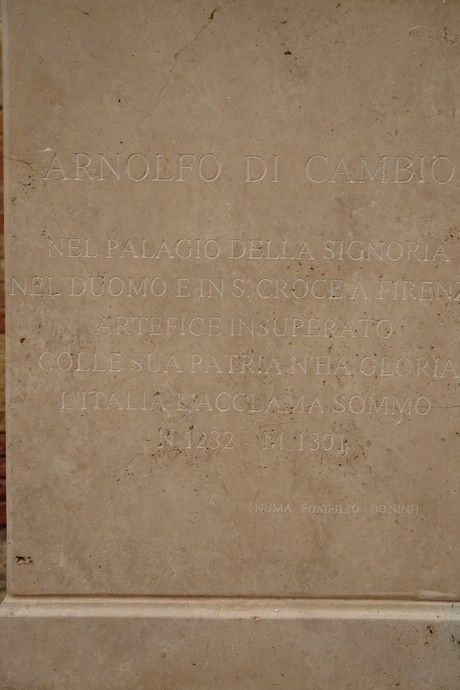 ARNOLFO DI CAMBIO
NEL PALAGIO DELLA SIGNORIA
NEL DUOMO E IN S. CROCE A FIRENZ
ARTEFICE INSUPERATO
COLLE SUA PATRIA N'HA GLORIA
L'ITALIA L'ACCLAMA SOMMO
N. 1232 M. 1301
(NUMA POMPILIO BONINI)